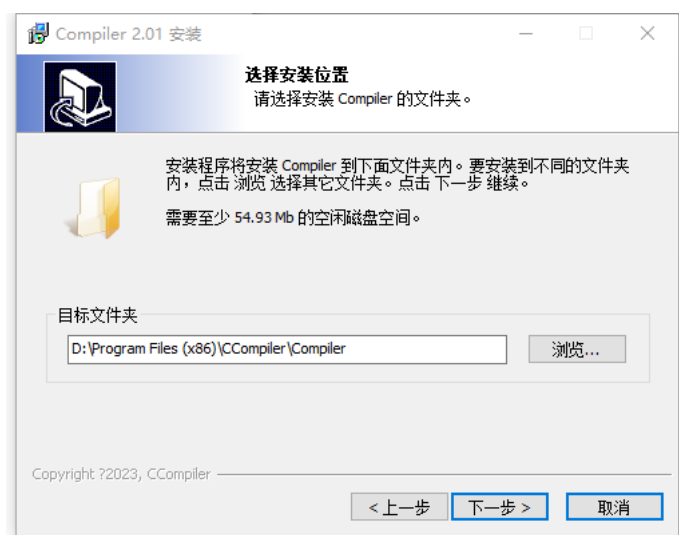 Compiler 2.01 安装
选择安装位置
请选择安装 Compiler 的文件夹。
安装程序将安装 Compiler 到下面文件夹内。要安装到不同的文件夹
内，点击 浏览 选择其它文件夹。点击 下一步 继续。
需要至少 54.93 Mb 的空闲磁盘空间。
目标文件夹
D:\Program Files (x86)\CCompiler\Compiler
浏览...
Copyright ?2023, CCompiler
< 上一步
下一步 >
取消